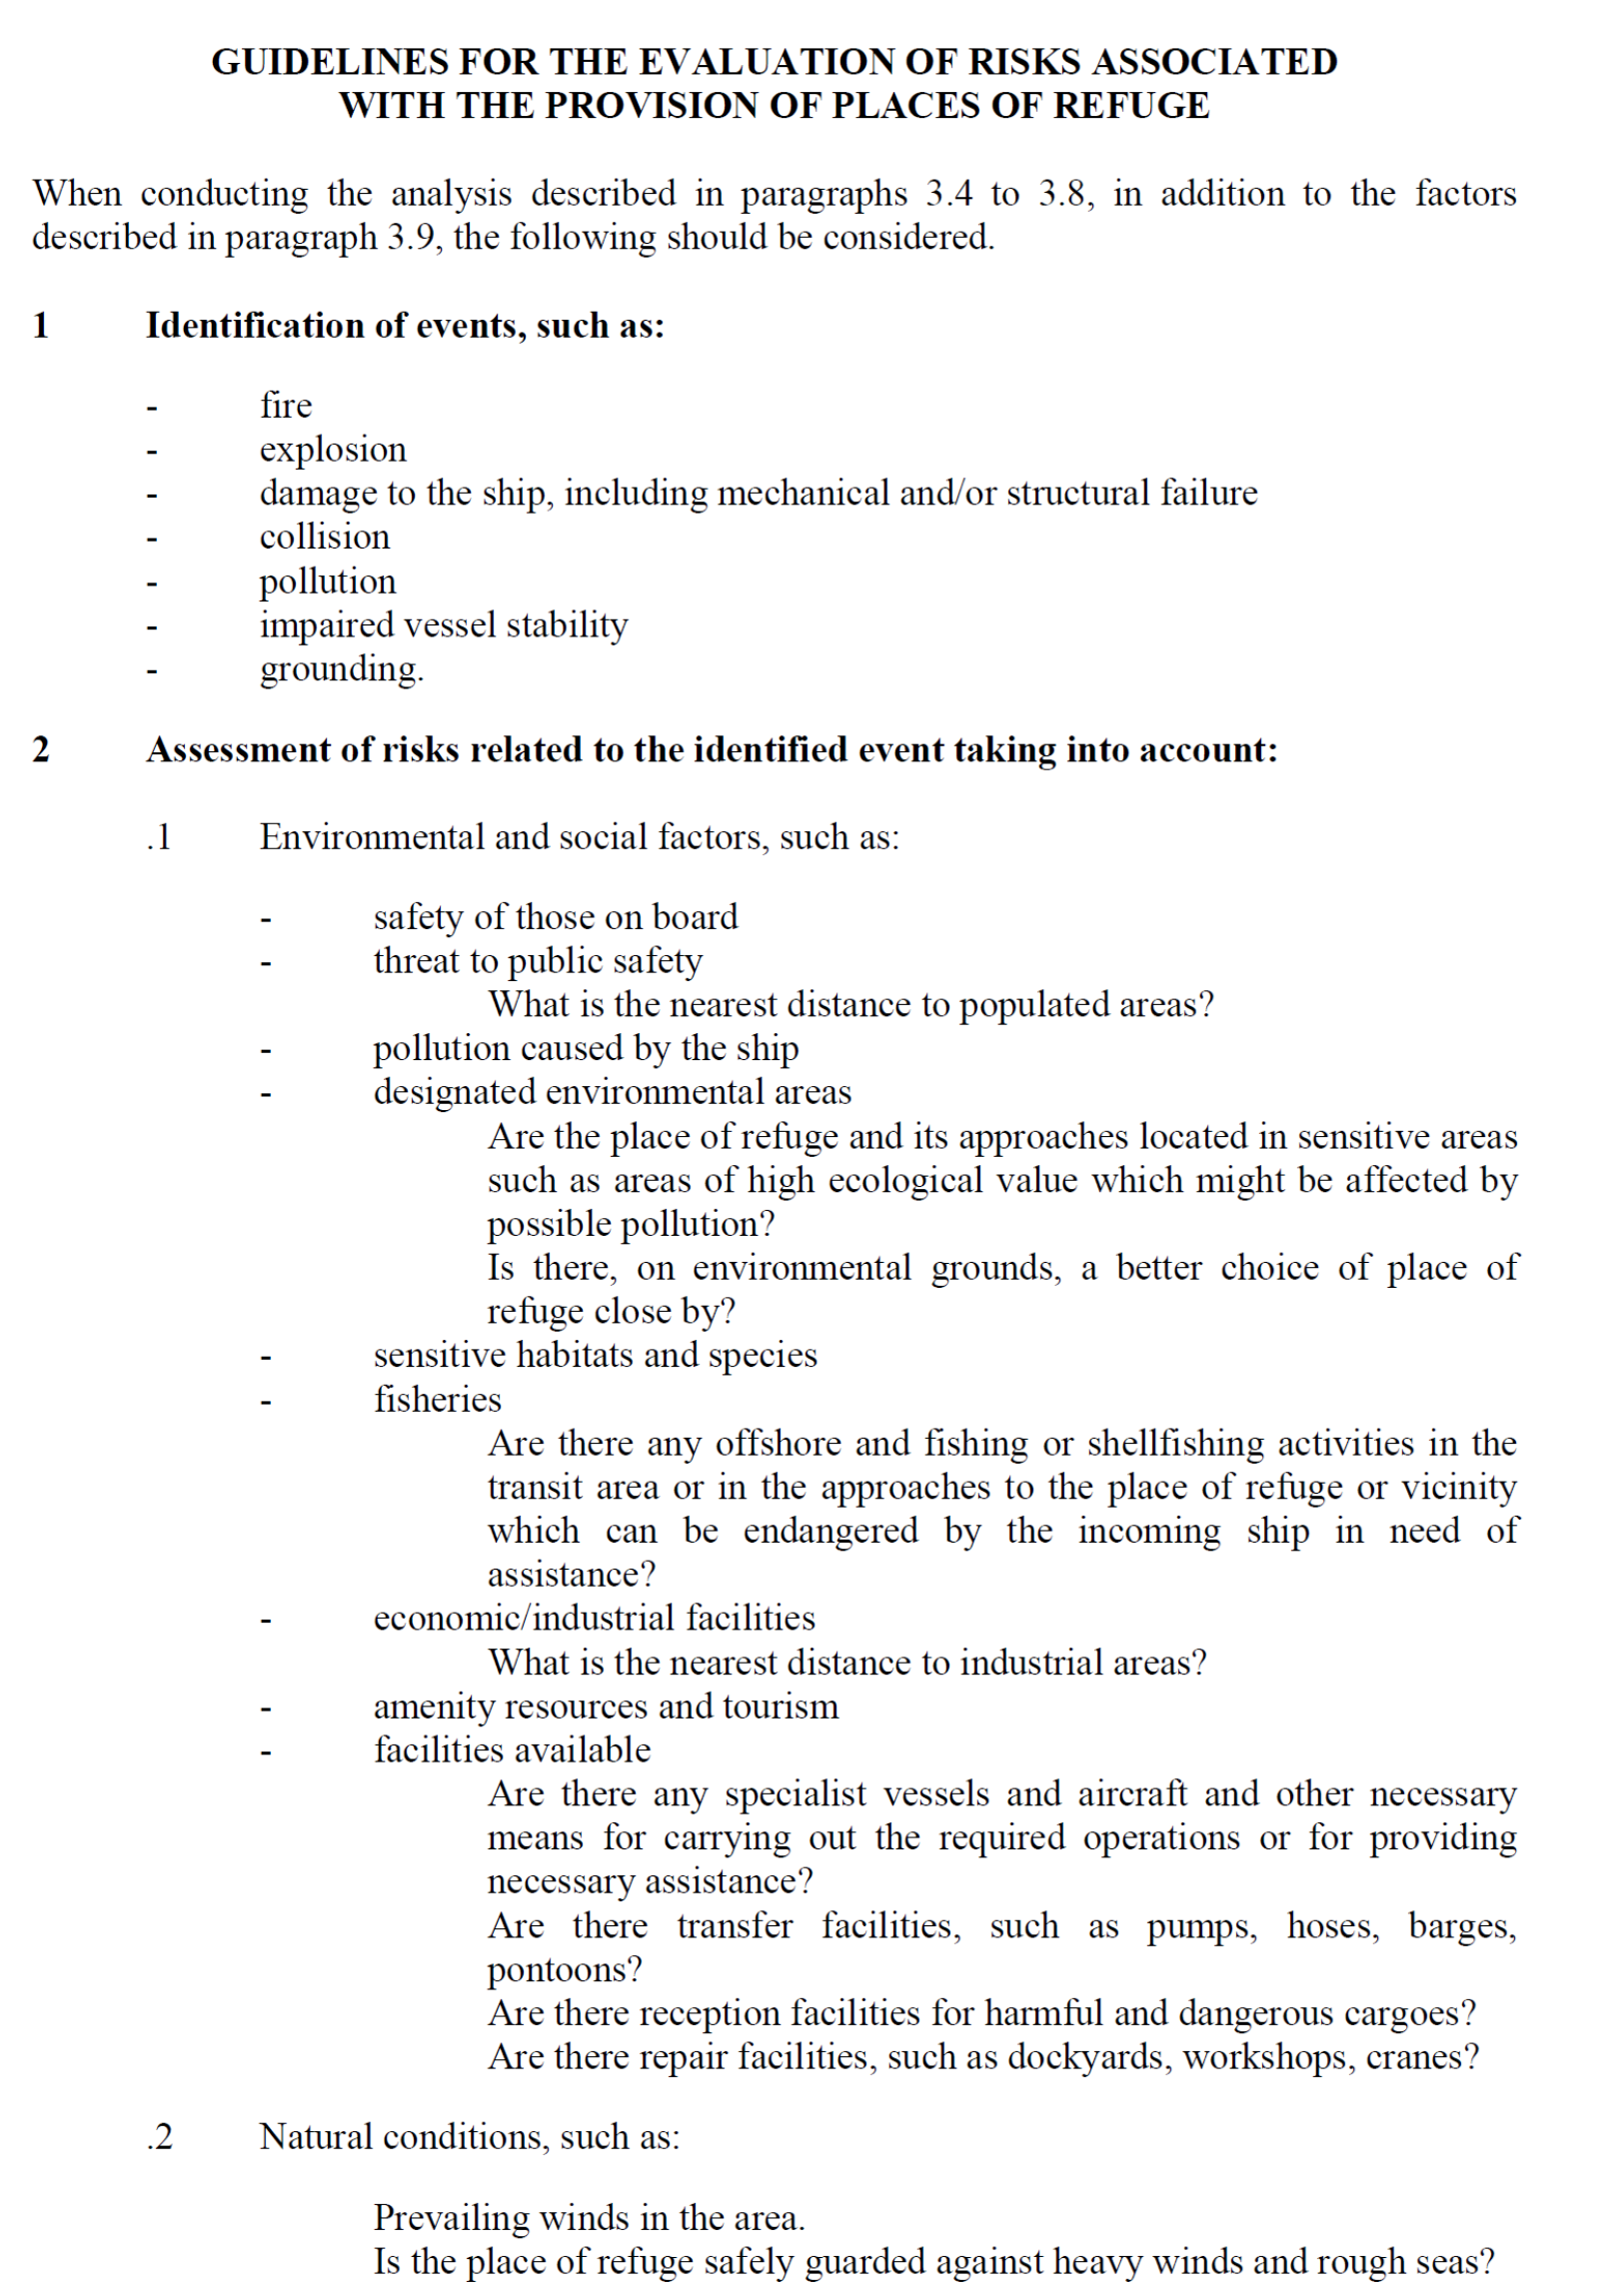 GUIDELINES FOR THE EVALUATION OF RISKS ASSOCIATED
WITH THE PROVISION OF PLACES OF REFUGE
When conducting the analysis described in paragraphs 3.4 to 3.8, in addition to the factors
described in paragraph 3.9, the following should be considered.
1 Identification of events, such as:
- fire
- explosion
- damage to the ship, including mechanical and/or structural failure
- collision
- pollution
- impaired vessel stability
- grounding.
2 Assessment of risks related to the identified event taking into account:
.1 Environmental and social factors, such as:
- safety of those on board
- threat to public safety
What is the nearest distance to populated areas?
- pollution caused by the ship
- designated environmental areas
Are the place of refuge and its approaches located in sensitive areas
such as areas of high ecological value which might be affected by
possible pollution?
Is there, on environmental grounds, a better choice of place of
refuge close by?
- sensitive habitats and species
- fisheries
Are there any offshore and fishing or shellfishing activities in the
transit area or in the approaches to the place of refuge or vicinity
which can be endangered by the incoming ship in need of
assistance?
- economic/industrial facilities
What is the nearest distance to industrial areas?
- amenity resources and tourism
- facilities available
Are there any specialist vessels and aircraft and other necessary
means for carrying out the required operations or for providing
necessary assistance?
Are there transfer facilities, such as pumps, hoses, barges,
pontoons?
Are there reception facilities for harmful and dangerous cargoes?
Are there repair facilities, such as dockyards, workshops, cranes?
.2 Natural conditions, such as:
Prevailing winds in the area.
Is the place of refuge safely guarded against heavy winds and rough seas?